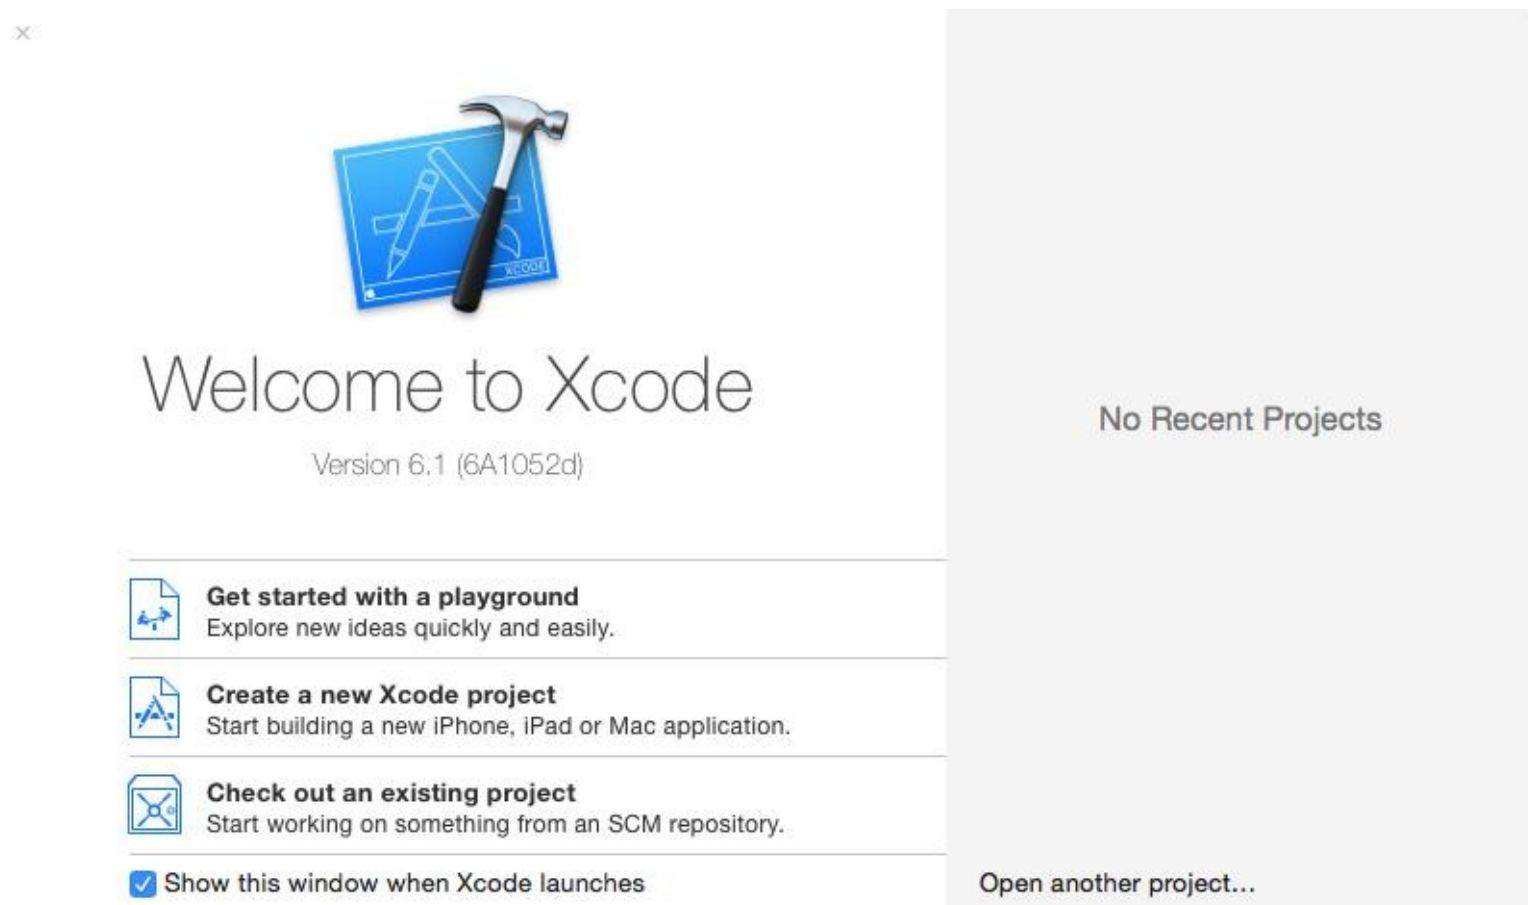 XCODE
Welcome to Xcode
Version 6.1 (6A1052d)
Get started with a playground
Explore new ideas quickly and easily.
Create a new Xcode project
Start building a new iPhone, iPad or Mac application.
Check out an existing project
Start working on something from an SCM repository.
Show this window when Xcode launches
No Recent Projects
Open another project...